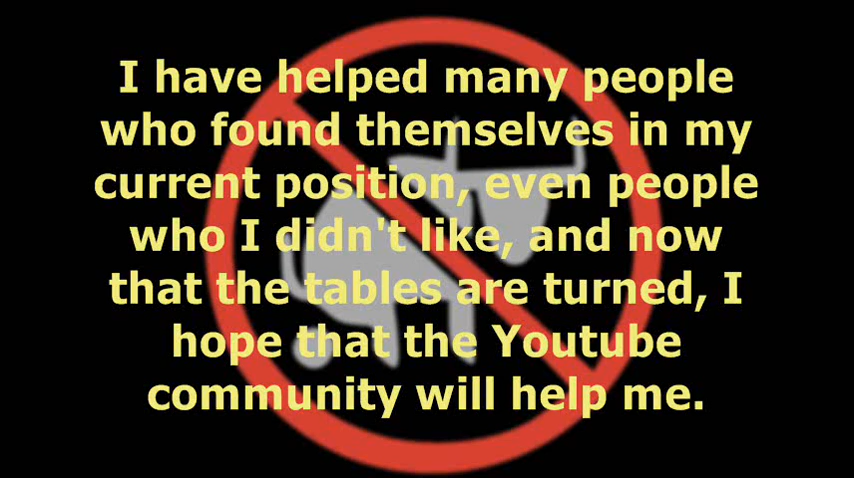 I have helped many people
who found themselves in my
current position, even people
who I didn't like, and now
that the tables are turned, I
hope that the Youtube
community will help me.